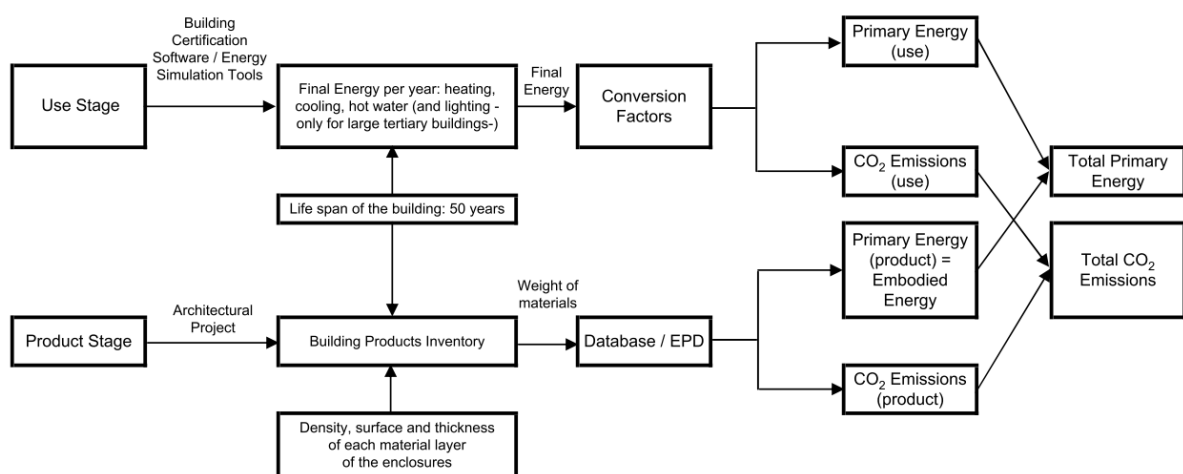 Building
Certification
Software / Energy
Simulation Tools
Use Stage
Final Energy per year: heating,
cooling, hot water (and lighting -
only for large tertiary buildings-)
Final
Energy
Conversion
Factors
Primary Energy
(use)
CO₂ Emissions
(use)
Total Primary
Energy
Life span of the building: 50 years
Primary Energy
(product) =
Embodied
Energy
Total CO₂
Emissions
Product Stage
Architectural
Project
Building Products Inventory
Weight of
materials
Database / EPD
CO₂ Emissions
(product)
Density, surface and thickness
of each material layer
of the enclosures